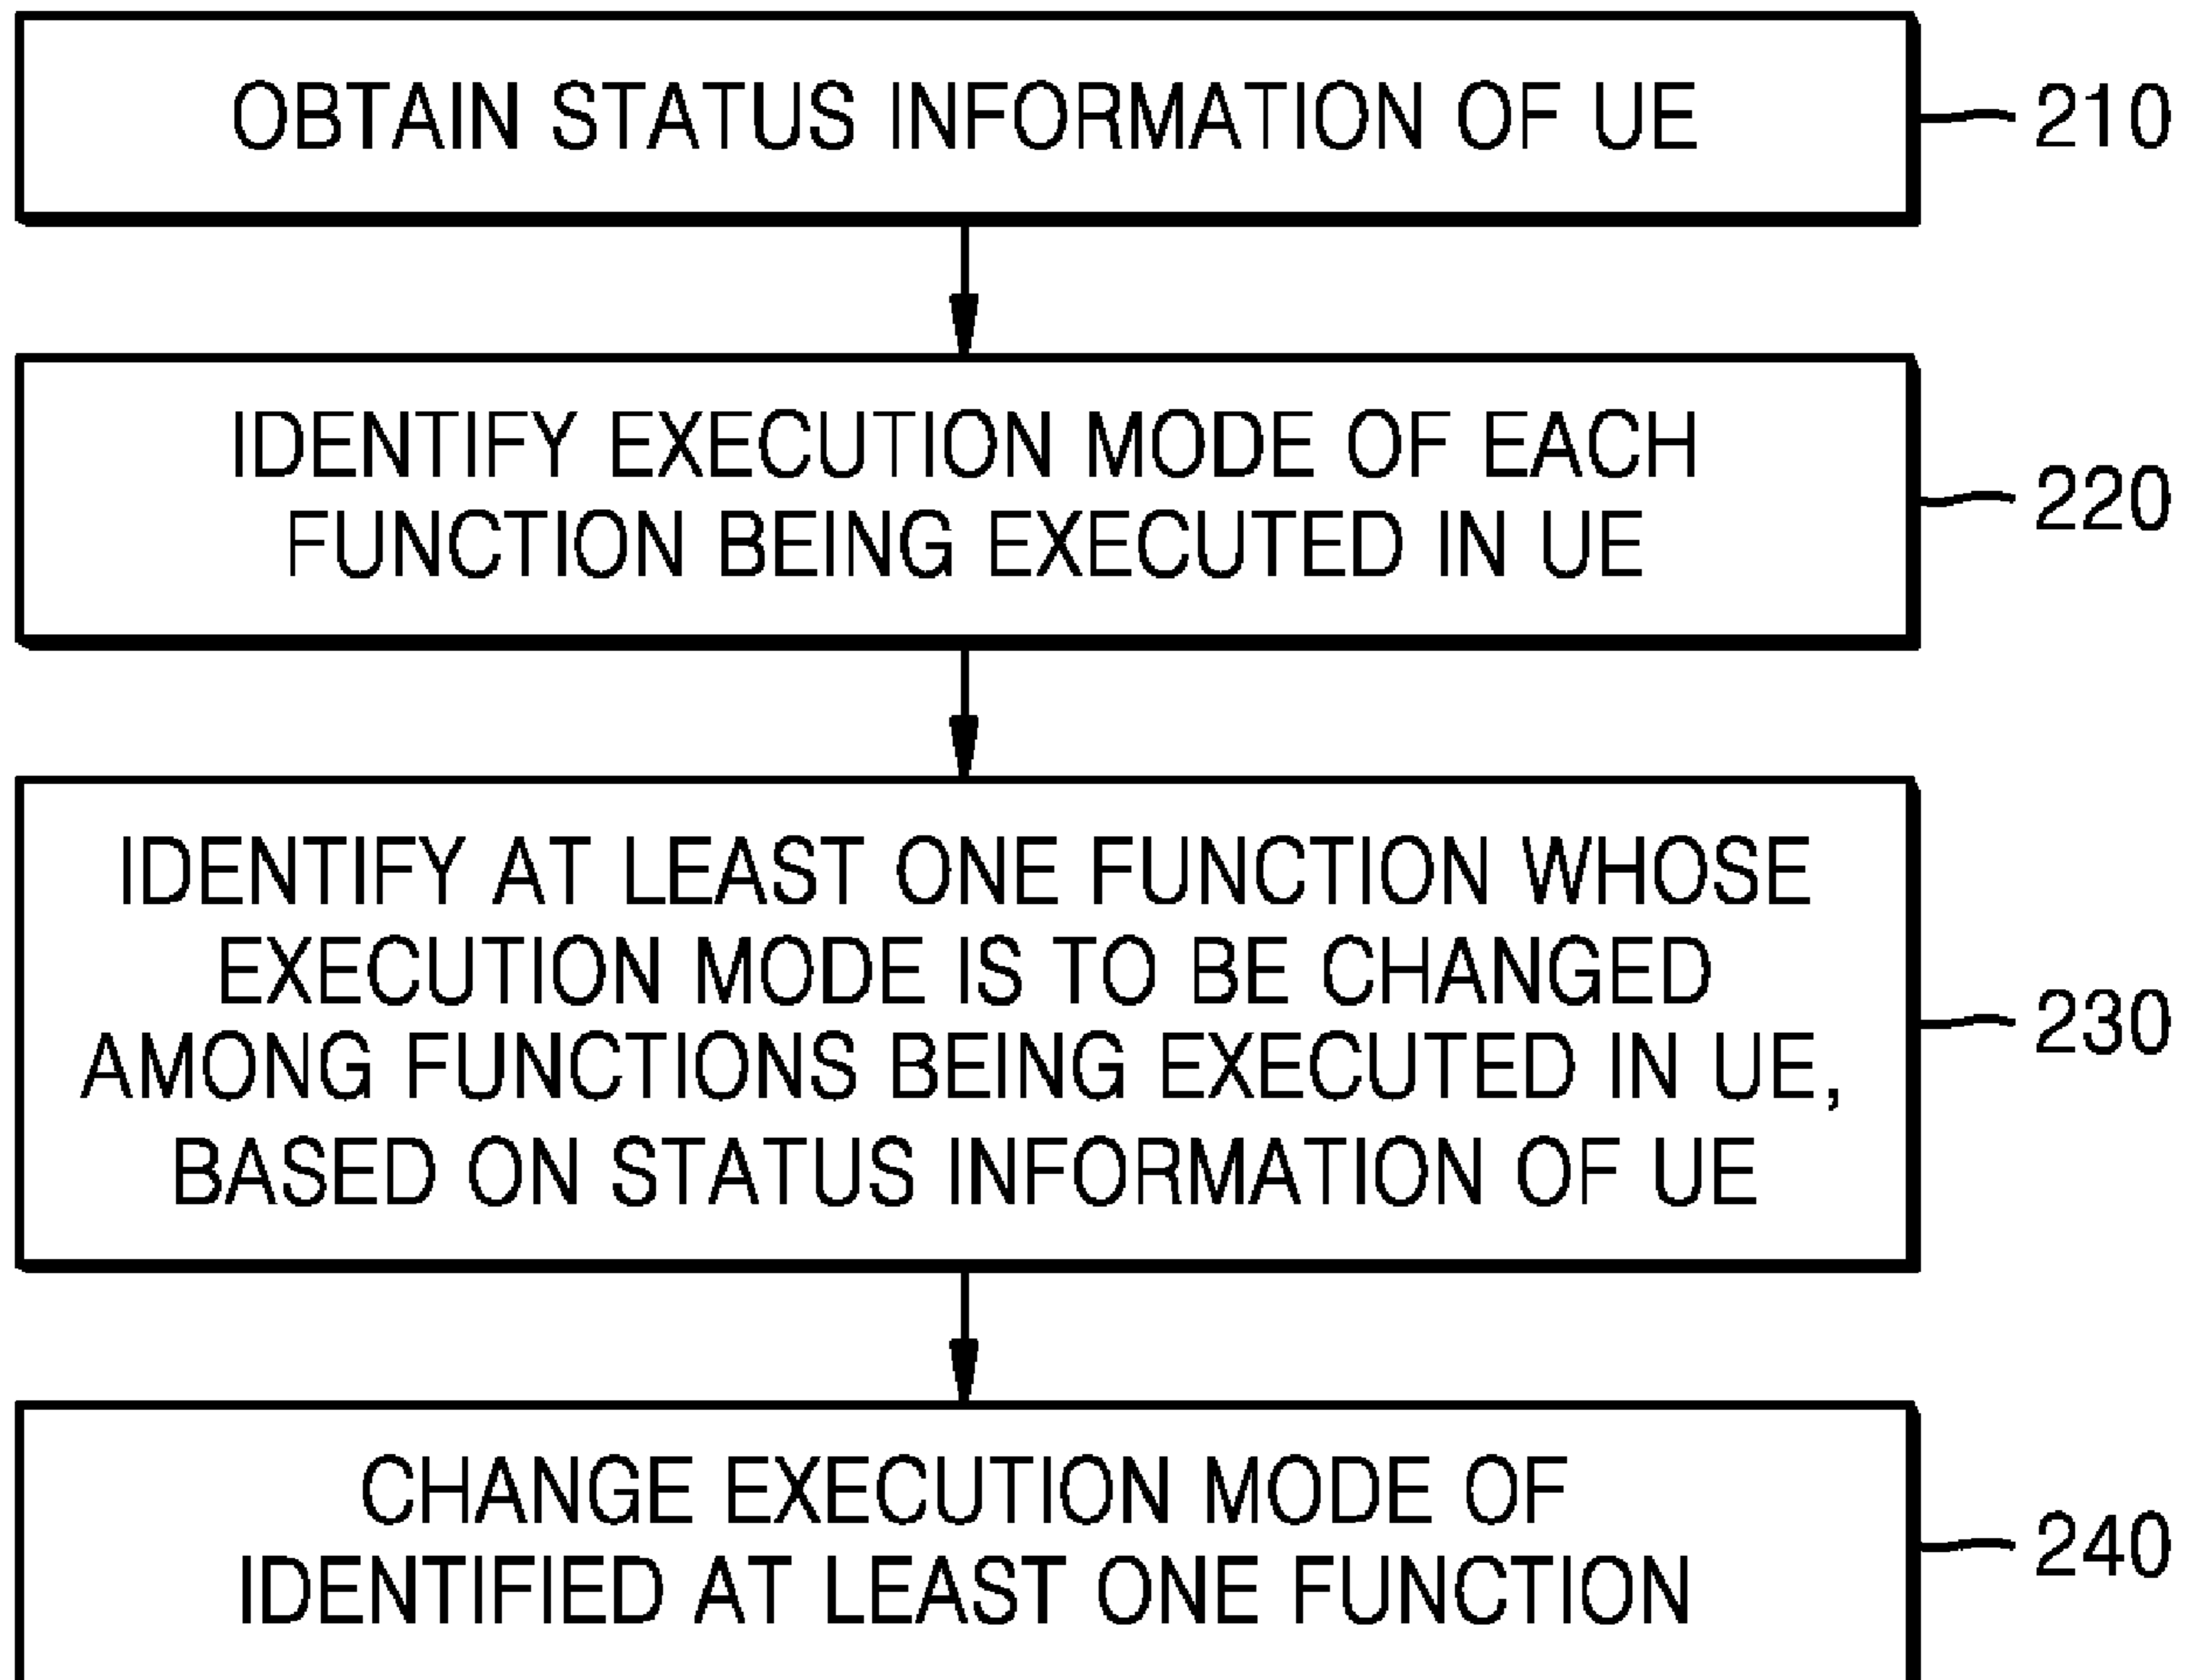 OBTAIN STATUS INFORMATION OF UE
210
IDENTIFY EXECUTION MODE OF EACH
FUNCTION BEING EXECUTED IN UE
220
IDENTIFY AT LEAST ONE FUNCTION WHOSE
EXECUTION MODE IS TO BE CHANGED
AMONG FUNCTIONS BEING EXECUTED IN UE,
BASED ON STATUS INFORMATION OF UE
230
CHANGE EXECUTION MODE OF
IDENTIFIED AT LEAST ONE FUNCTION
240